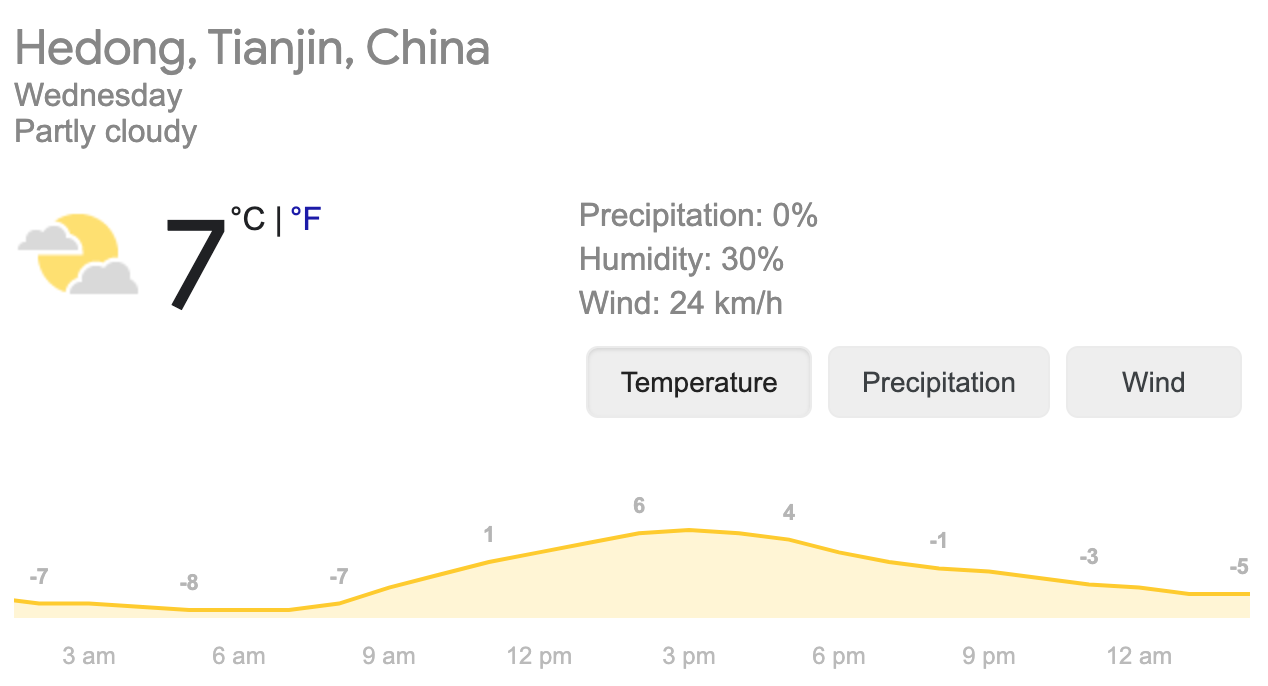 Hedong, Tianjin, China
Wednesday
Partly cloudy
7 °C | °F
Precipitation: 0%
Humidity: 30%
Wind: 24 km/h
Temperature Precipitation Wind
-7 -8 -7 1 6 4 -1 -3 -5
3 am 6 am 9 am 12 pm 3 pm 6 pm 9 pm 12 am